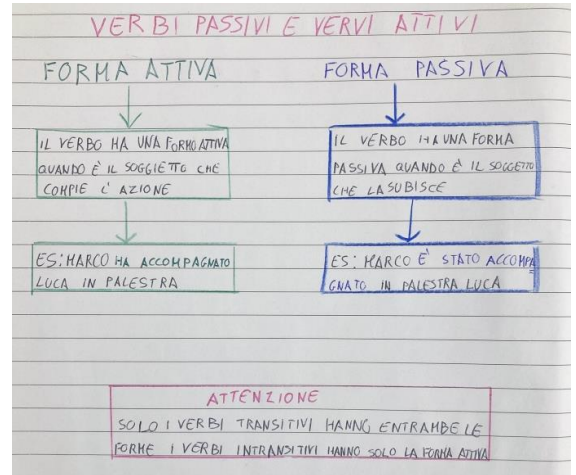 VERBI PASSIVI E VERVI ATTIVI
FORMA ATTIVA
IL VERBO HA UNA FORMO ATTIVA
QUANDO È IL SOGGIETTO CHE
COMPIE L'AZIONE
ES: MARCO HA ACCOMPAGNATO
LUCA IN PALESTRA
FORMA PASSIVA
IL VERBO HA UNA FORMA
PASSIVA QUANDO È IL SOGGETTO
CHE LA SUBISCE
ES: MARCO È STATO ACCOMPA
GNATO IN PALESTRA LUCA
ATTENZIONE
SOLO I VERBI TRANSITIVI HANNO ENTRAMBE LE
FORME I VERBI INTRANSITIVI HANNO SOLO LA FORMA ATTIVA